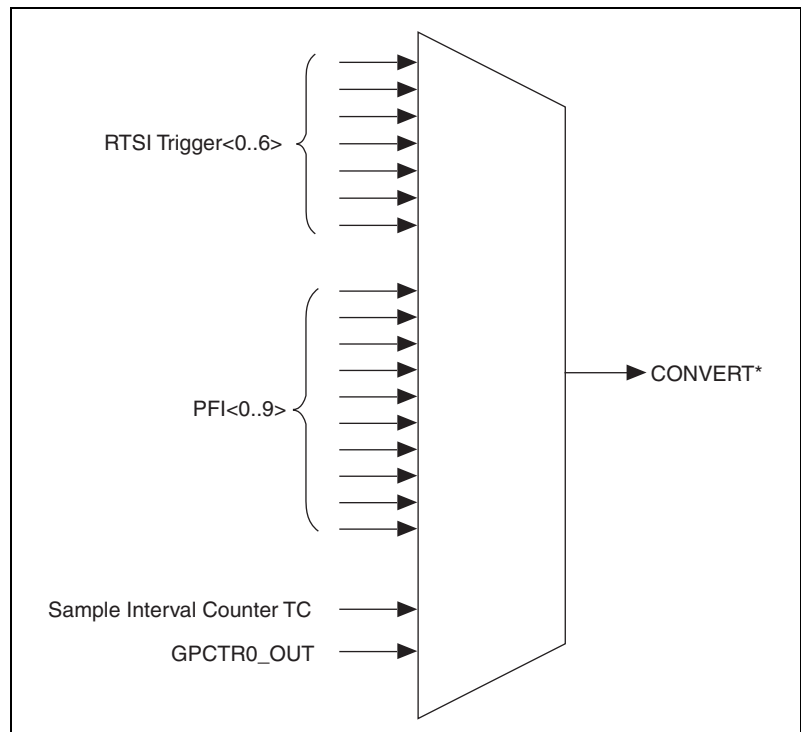 RTSI Trigger<0..6>
PFI<0..9>
CONVERT*
Sample Interval Counter TC
GPCTR0_OUT